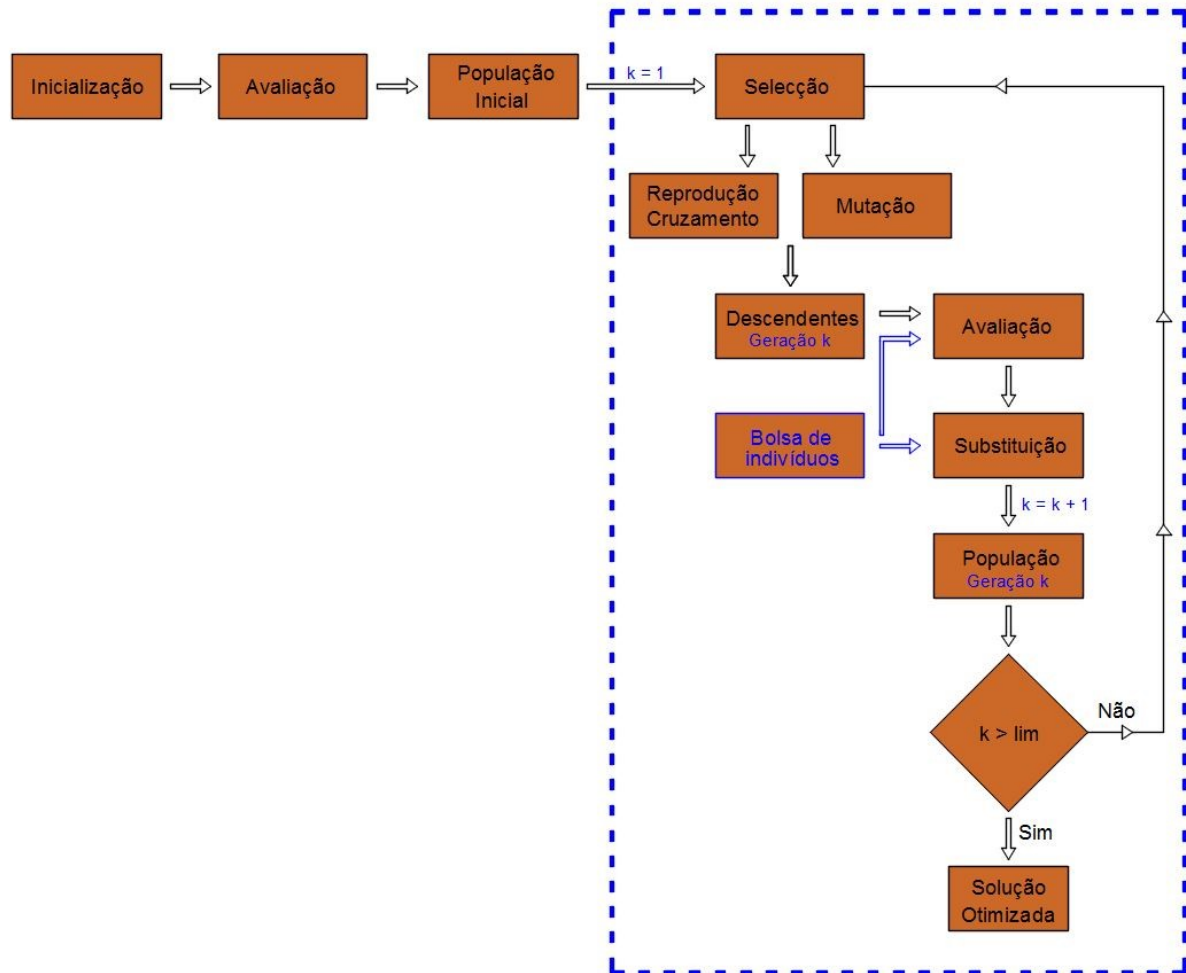 Inicialização
Avaliação
População
Inicial
k = 1
Selecção
Reprodução
Cruzamento
Mutação
Descendentes
Geração k
Avaliação
Bolsa de
indivíduos
Substituição
k = k + 1
População
Geração k
k > lim
Não
Sim
Solução
Otimizada